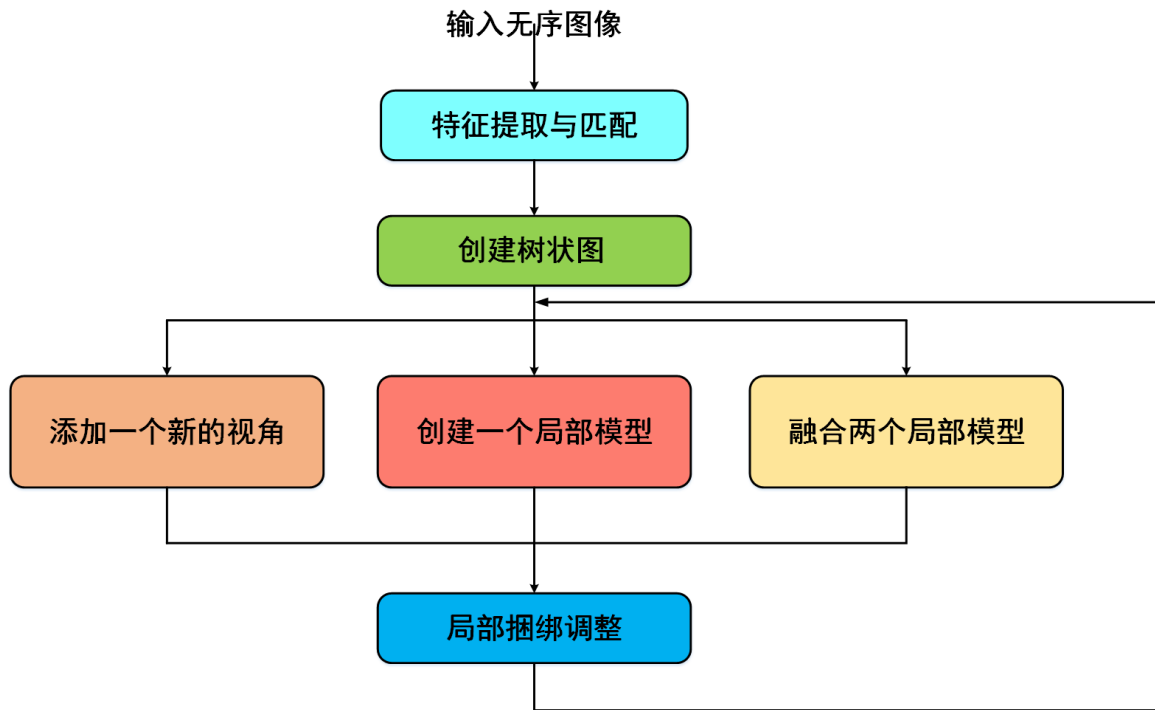 输入无序图像
特征提取与匹配
创建树状图
添加一个新的视角
创建一个局部模型
融合两个局部模型
局部捆绑调整